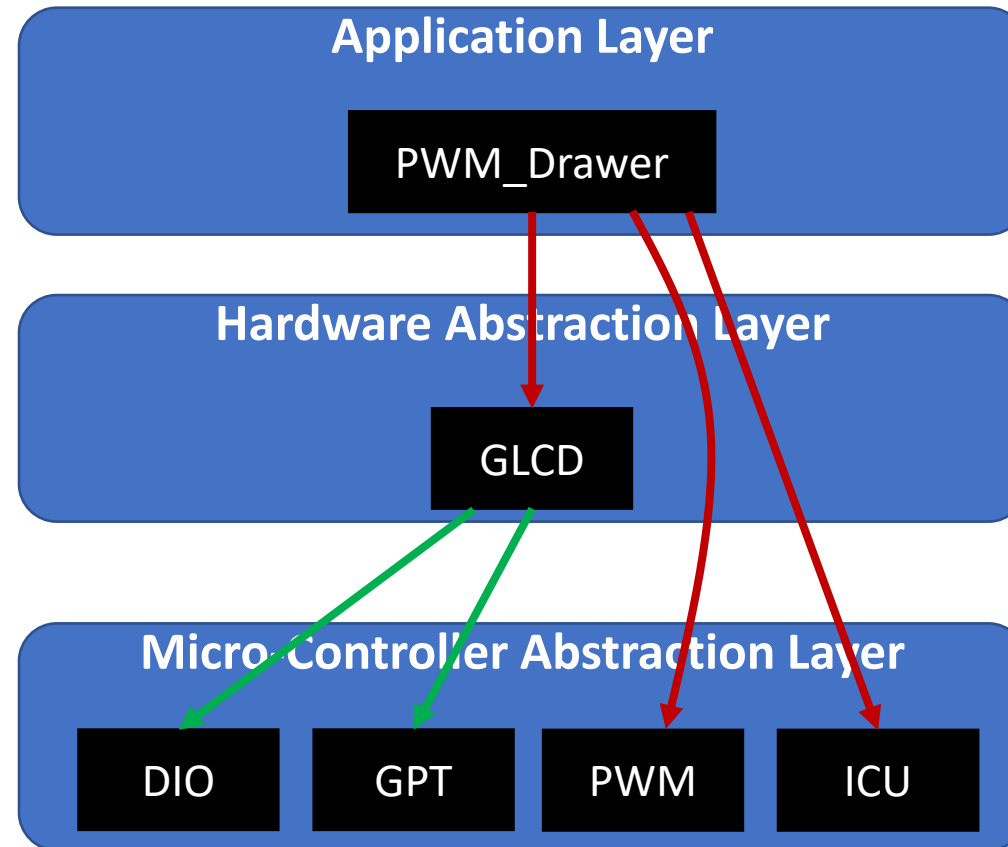 Application Layer
PWM_Drawer
Hardware Abstraction Layer
GLCD
Micro-Controller Abstraction Layer
DIO
GPT
PWM
ICU